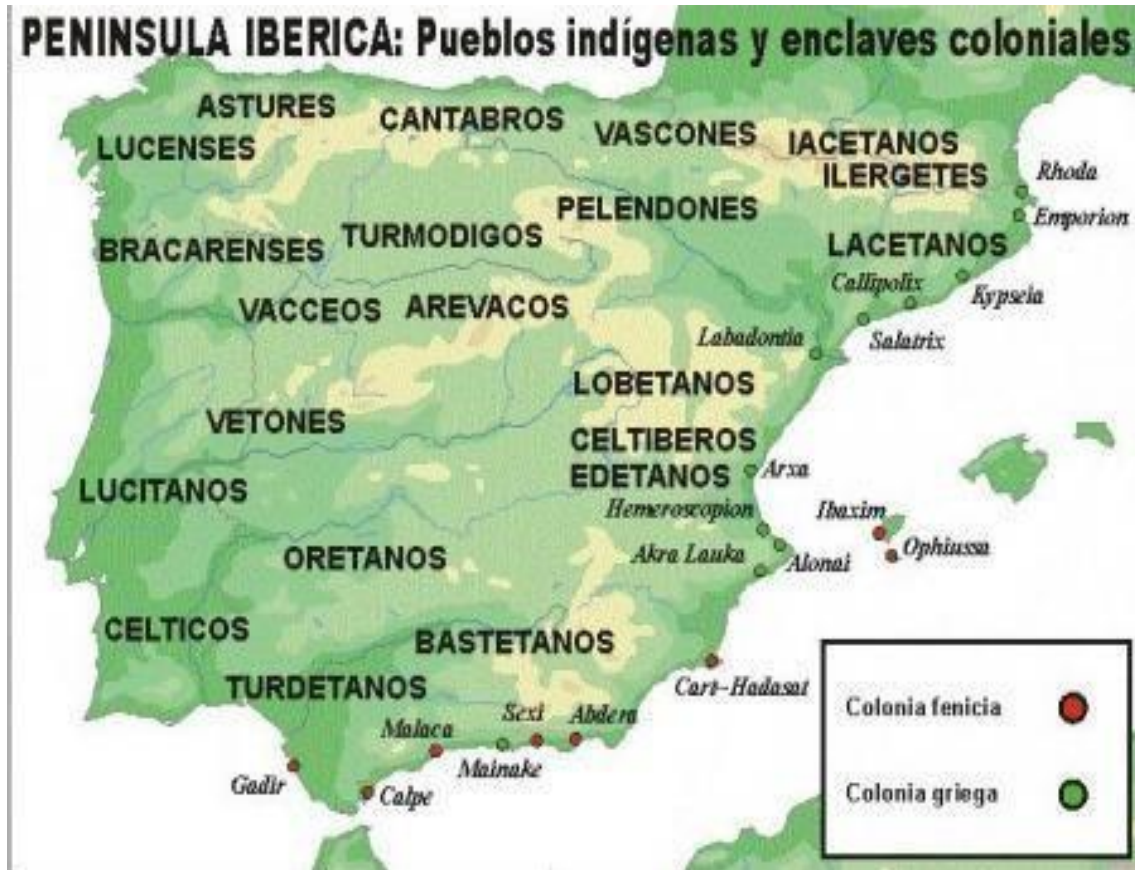 PENINSULA IBERICA: Pueblos indígenas y enclaves coloniales
ASTURES
CANTABROS
VASCONES
IACETANOS
LUCENSES
ILERGETES
Rhoda
PELENDONES
Emporion
TURMODIGOS
LACETANOS
BRACARENSES
Callipolix
Kypseia
VACCEOS
AREVACOS
Labadontia
Salatrix
LOBETANOS
VETONES
CELTIBEROS
EDETANOS
Arxa
LUCITANOS
Hemeroscopion
Ibaxim
ORETANOS
Akra Lauka
Alonai
Ophiussa
CELTICOS
BASTETANOS
TURDETANOS
Cart-Hadasat
Colonia fenicia
Malaca
Sexi
Abdera
Mainake
Gadir
Calpe
Colonia griega